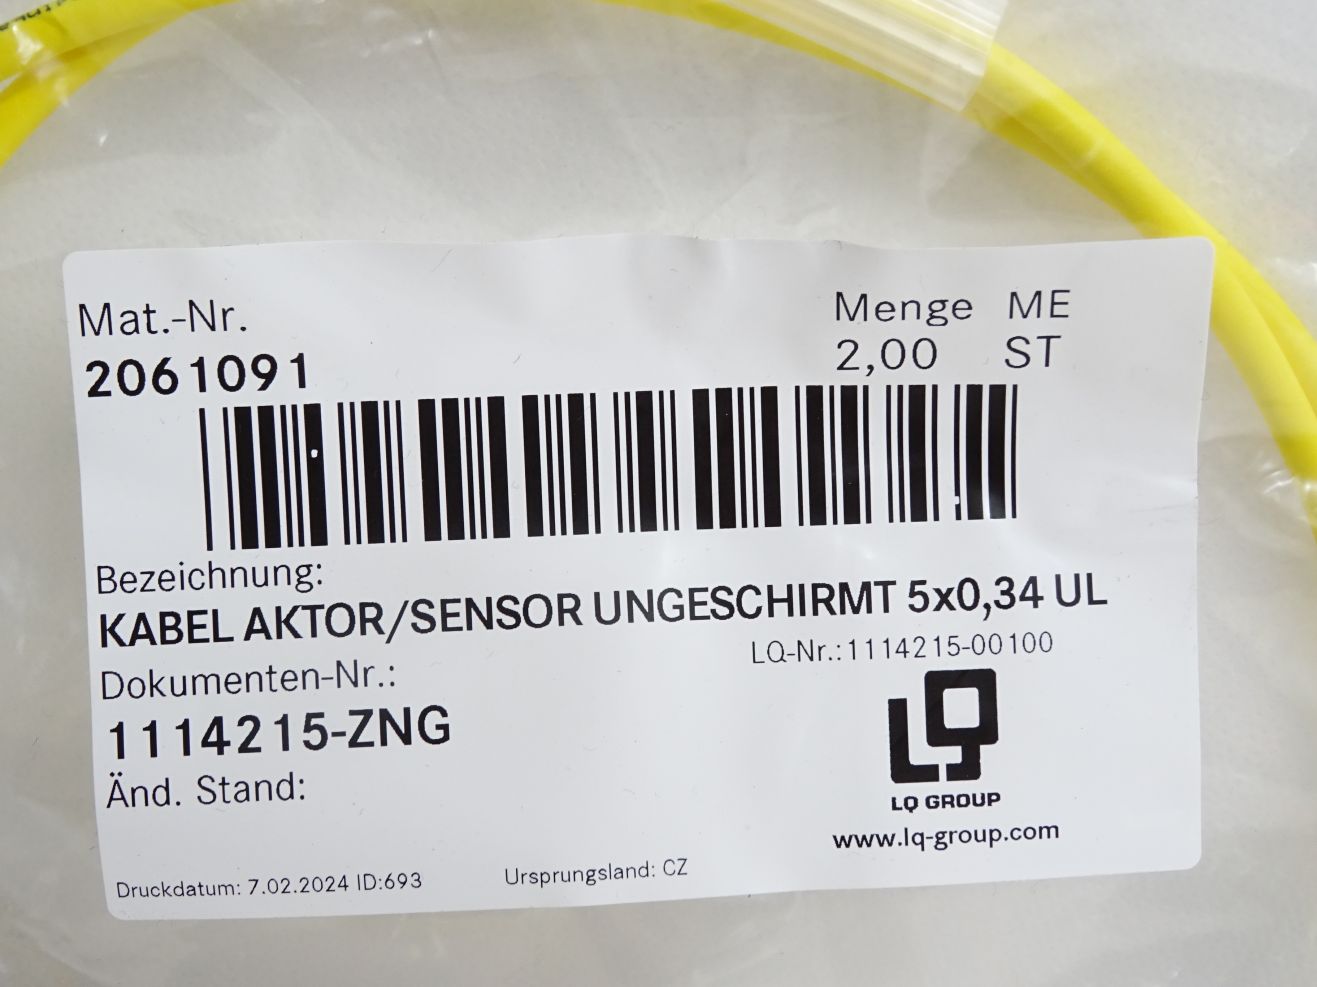 Mat.-Nr.
2061091
Menge ME
2,00 ST
Bezeichnung:
KABEL AKTOR/SENSOR UNGESCHIRMT 5x0,34 UL
LQ-Nr.:1114215-00100
Dokumenten-Nr.:
1114215-ZNG
Änd. Stand:
LQ
LQ GROUP
www.lq-group.com
Druckdatum: 7.02.2024 ID:693
Ursprungsland: CZ